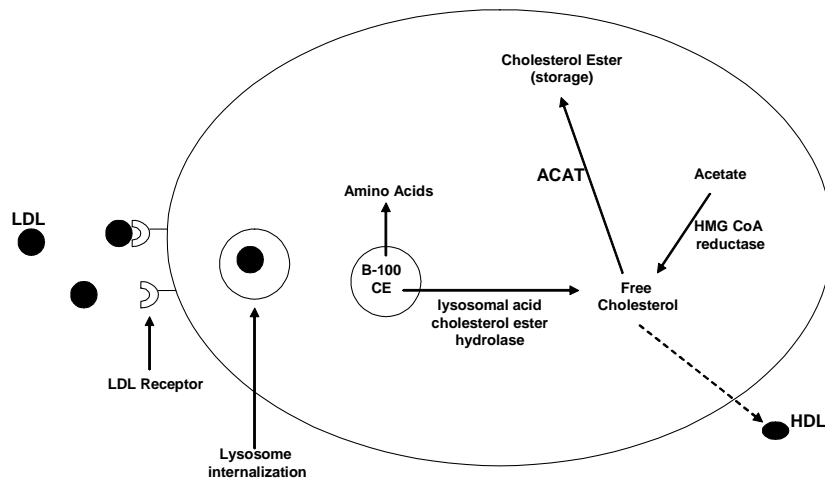 Cholesterol Ester
(storage)
ACAT
Acetate
HMG CoA
reductase
Amino Acids
LDL
B-100
CE
Free
Cholesterol
lysosomal acid
cholesterol ester
hydrolase
LDL Receptor
HDL
Lysosome
internalization